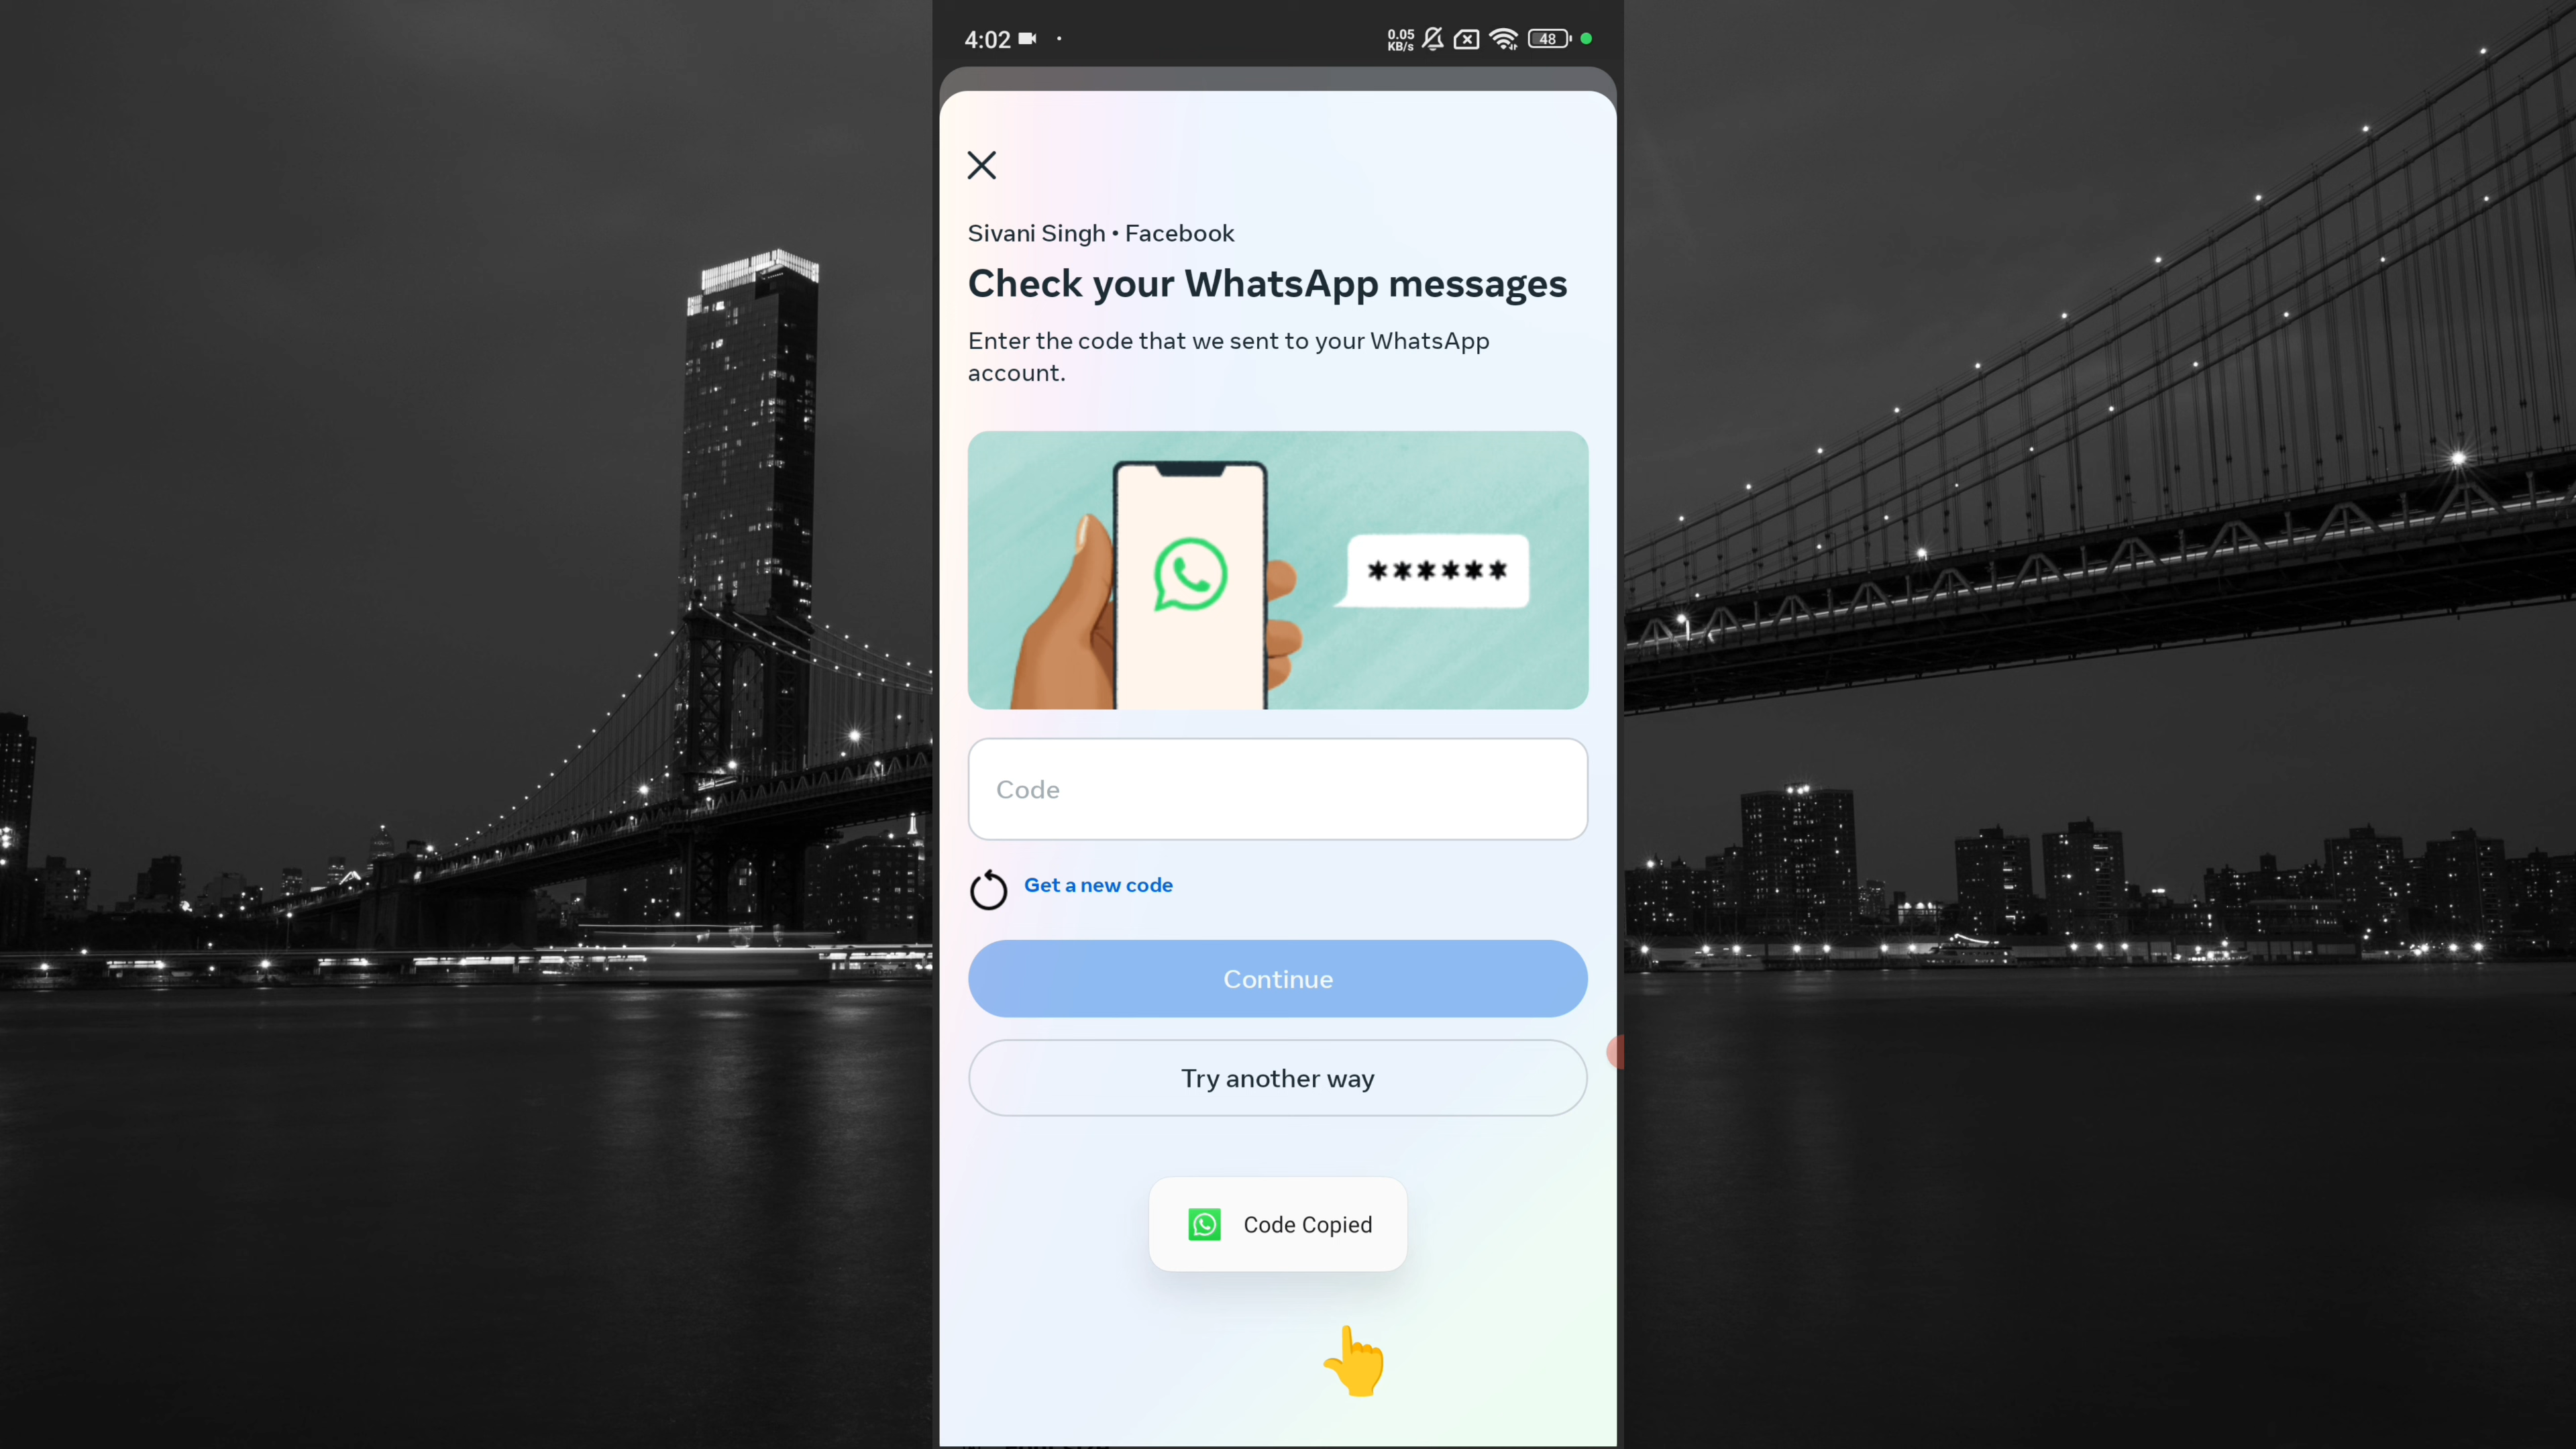 4:02
0.05
KB/s
48
Sivani Singh • Facebook
Check your WhatsApp messages
Enter the code that we sent to your WhatsApp
account.
******
Code
Get a new code
Continue
Try another way
Code Copied